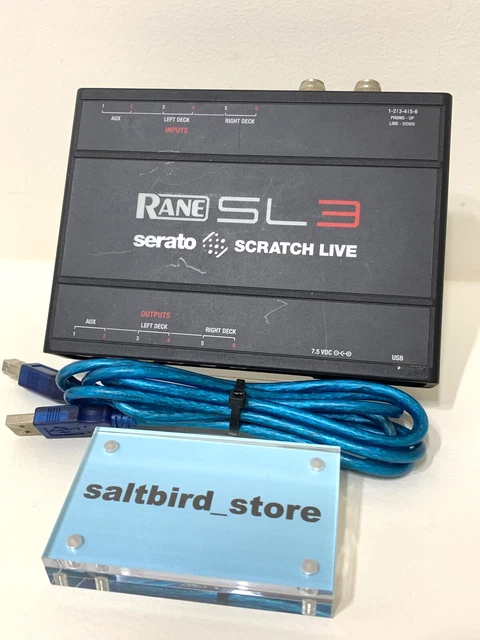 1 2 3 4 5 6
AUX LEFT DECK RIGHT DECK
INPUTS
1-2|3-4|5-6
PHONO - UP
LINE - DOWN
RANE SL3
serato SCRATCH LIVE
OUTPUTS
AUX LEFT DECK RIGHT DECK
1 2 3 4 5 6
7.5 VDC
USB
saltbird_store